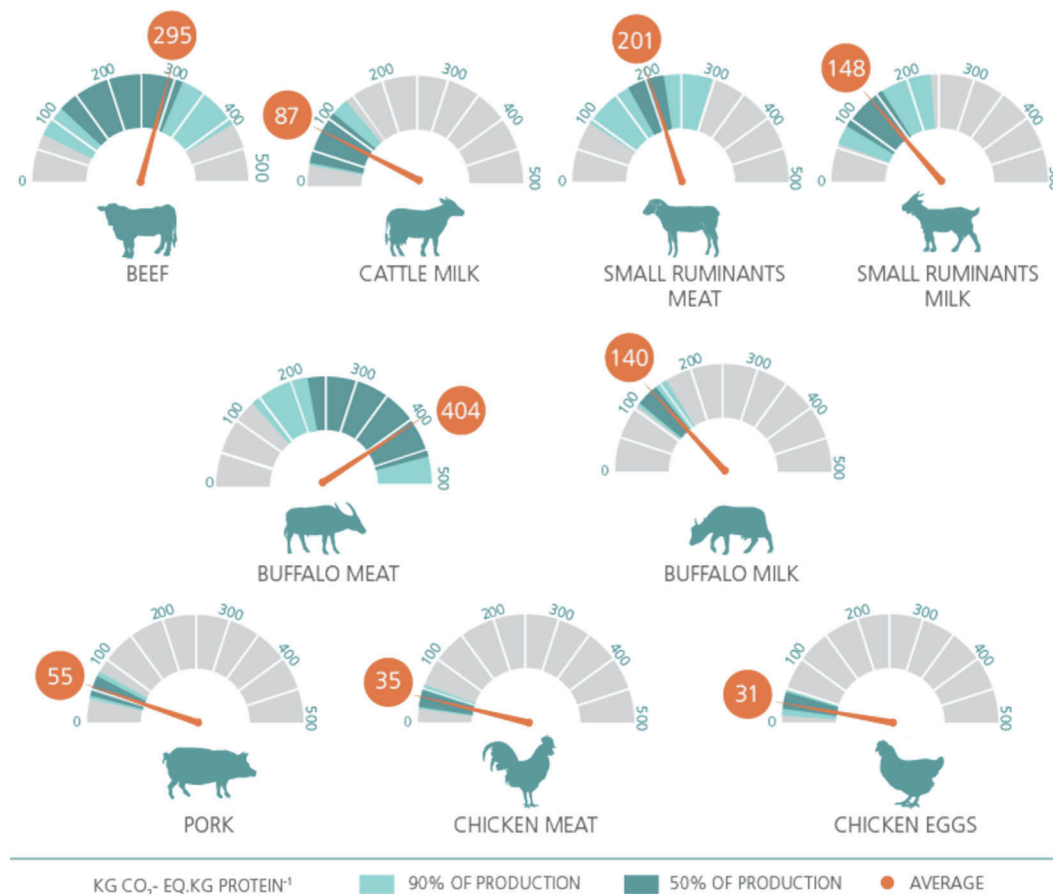 295
0 100 200 300 400 500
BEEF
87
0 100 200 300 400 500
CATTLE MILK
201
0 100 200 300 400 500
SMALL RUMINANTS
MEAT
148
0 100 200 300 400 500
SMALL RUMINANTS
MILK
404
0 100 200 300 400 500
BUFFALO MEAT
140
0 100 200 300 400 500
BUFFALO MILK
55
0 100 200 300 400 500
PORK
35
0 100 200 300 400 500
CHICKEN MEAT
31
0 100 200 300 400 500
CHICKEN EGGS
KG CO₂- EQ.KG PROTEIN⁻¹ 90% OF PRODUCTION 50% OF PRODUCTION AVERAGE